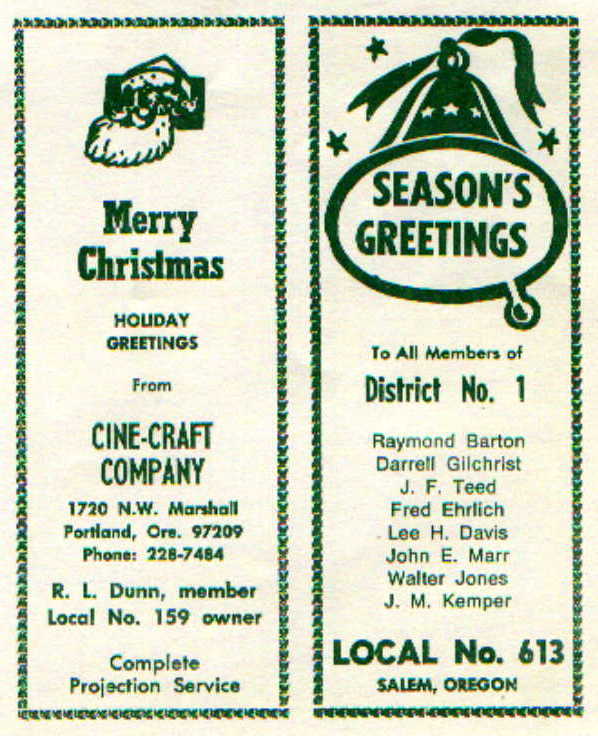 Merry
Christmas
HOLIDAY
GREETINGS
From
CINE-CRAFT
COMPANY
1720 N.W. Marshall
Portland, Ore. 97209
Phone: 228-7484
R. L. Dunn, member
Local No. 159 owner
Complete
Projection Service
SEASON'S
GREETINGS
To All Members of
District No. 1
Raymond Barton
Darrell Gilchrist
J. F. Teed
Fred Ehrlich
Lee H. Davis
John E. Marr
Walter Jones
J. M. Kemper
LOCAL No. 613
SALEM, OREGON